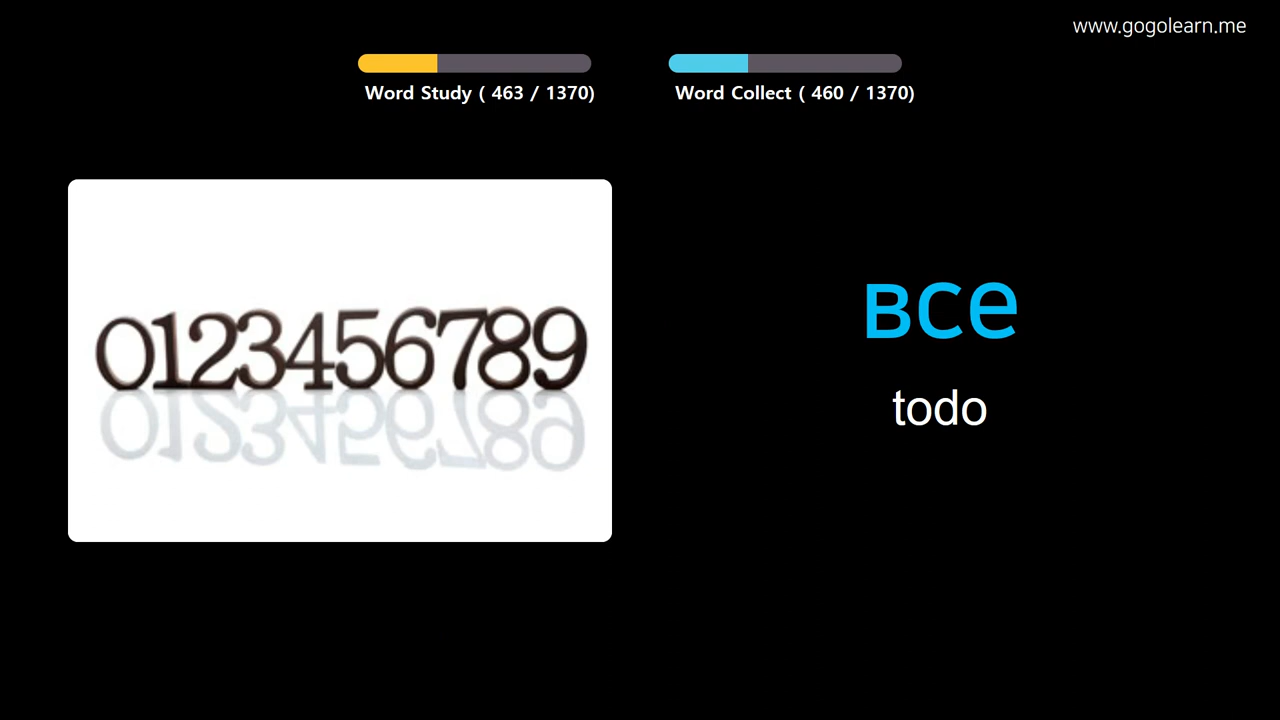 www.gogolearn.me
Word Study ( 463 / 1370)
Word Collect ( 460 / 1370)
0123456789
все
todo